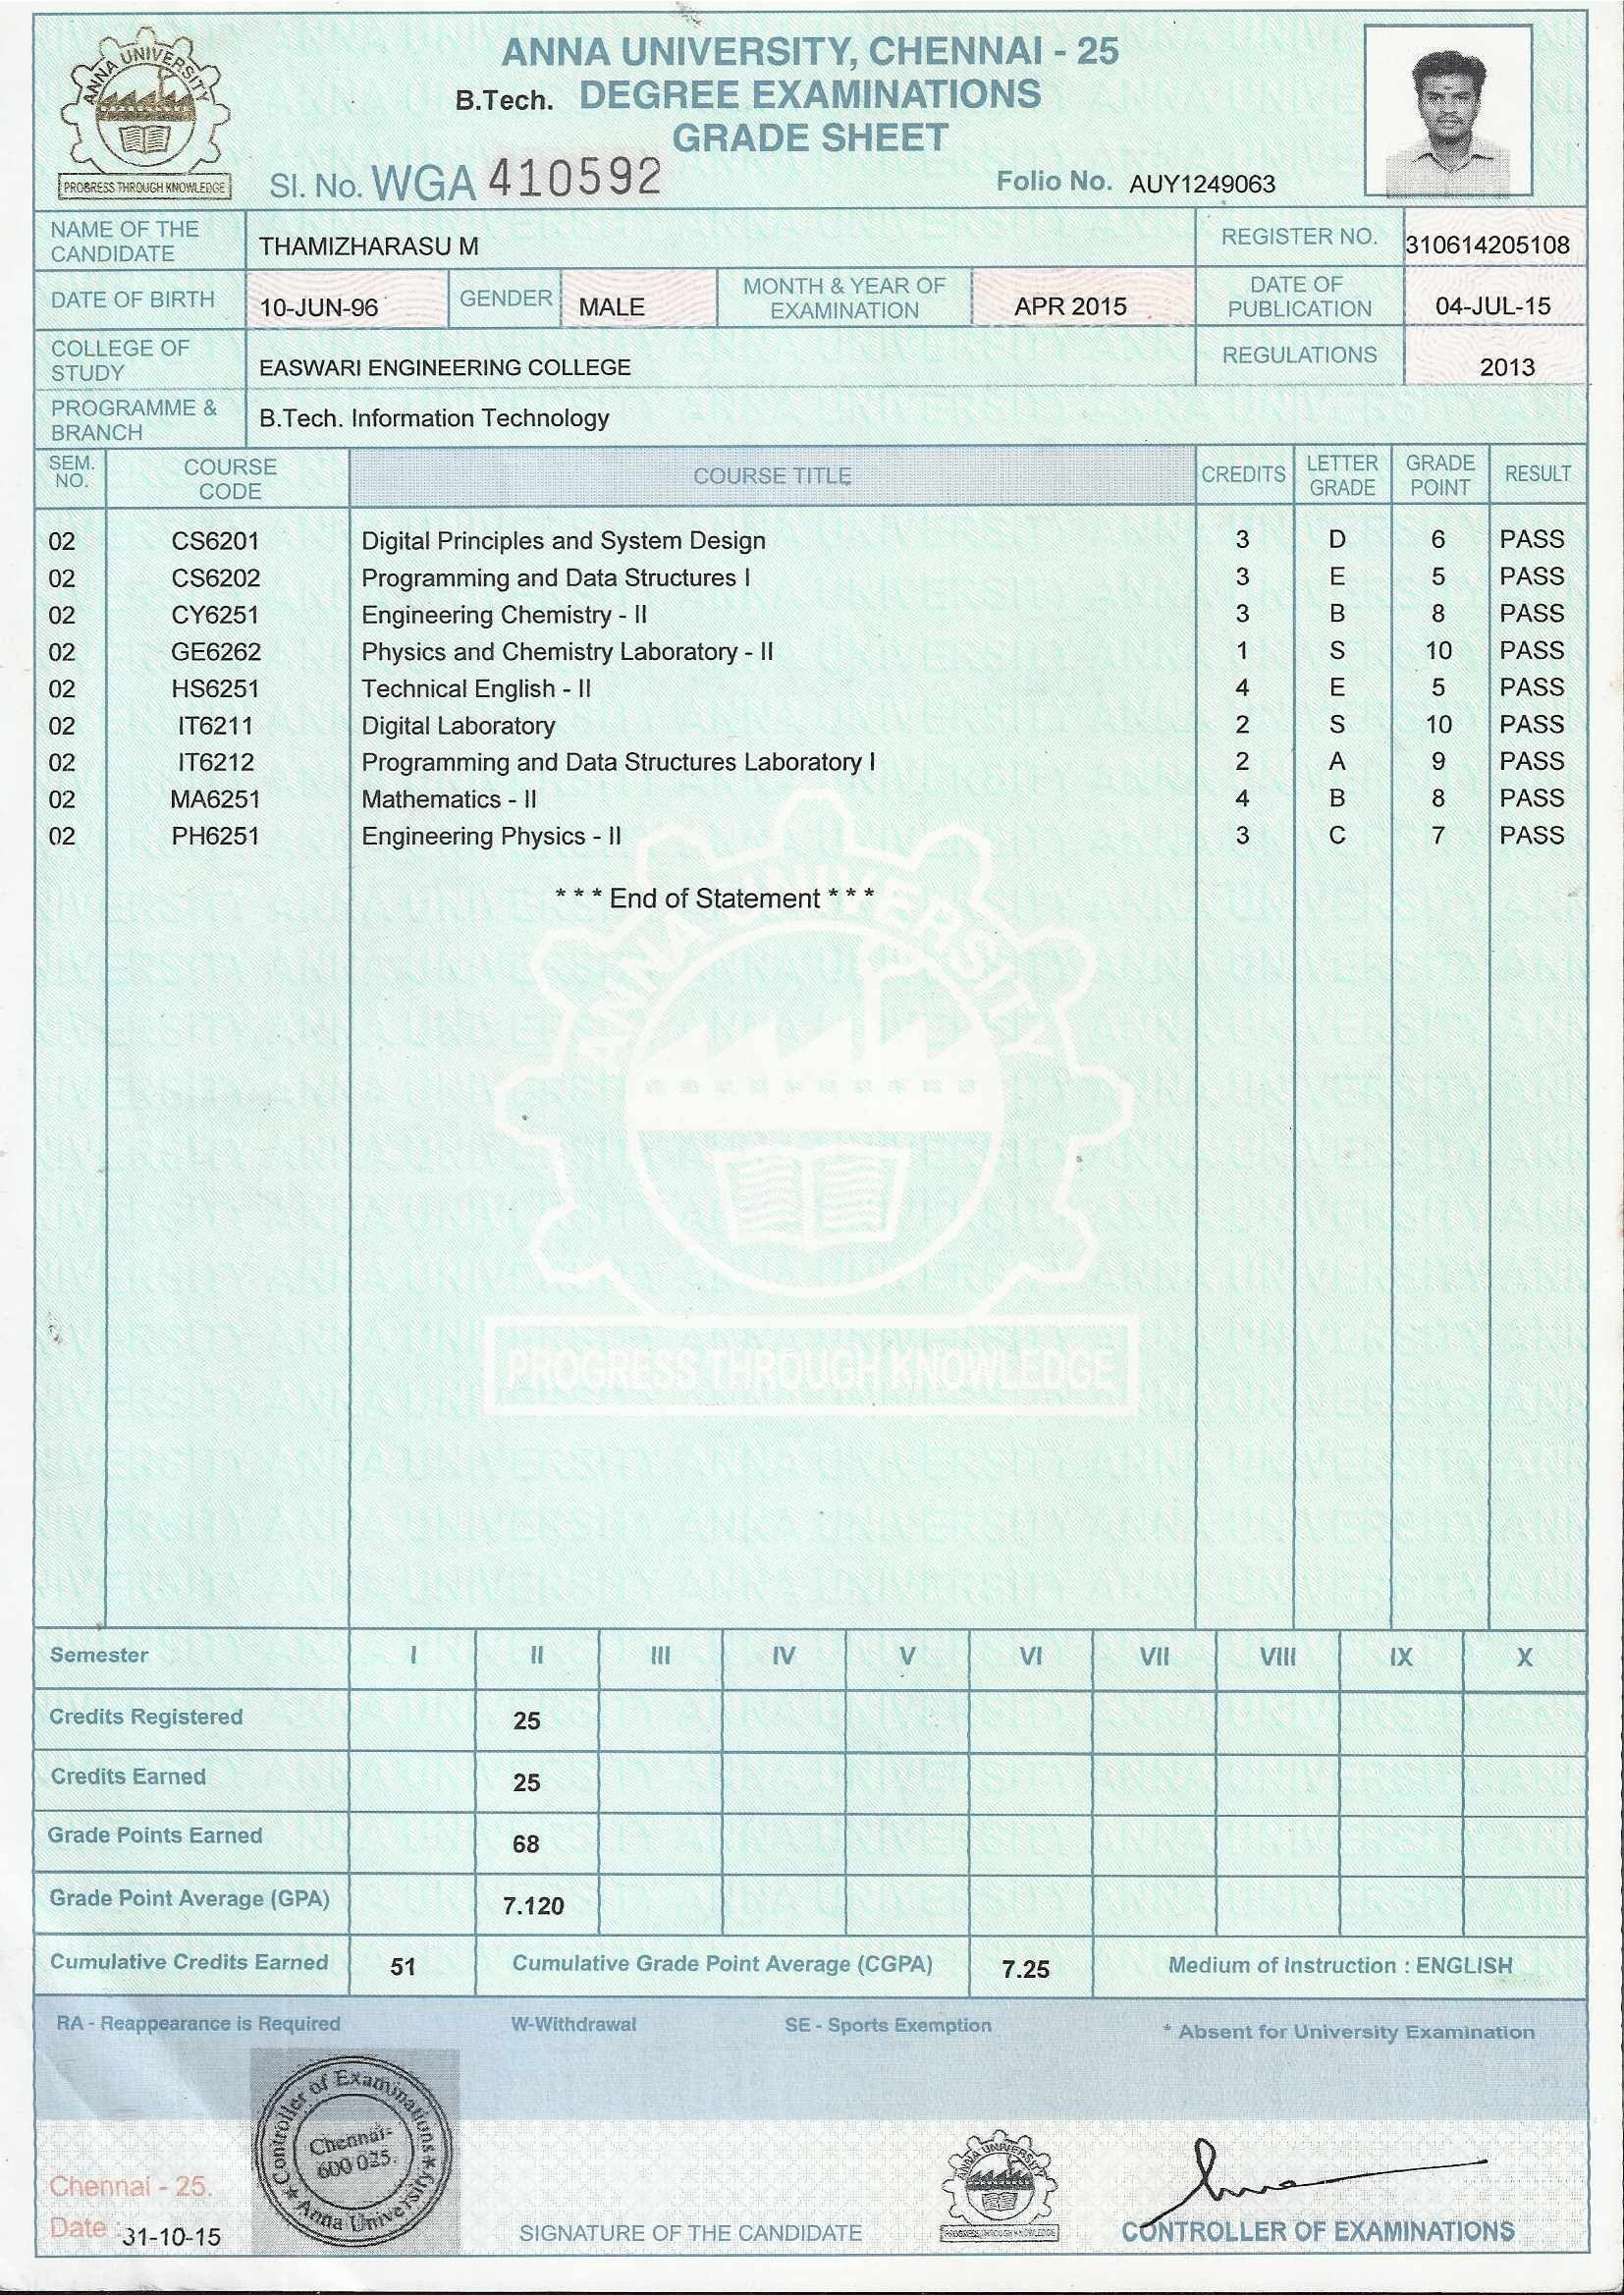 ANNA UNIVERSITY
PROGRESS THROUGH KNOWLEDGE
ANNA UNIVERSITY, CHENNAI - 25
B.Tech. DEGREE EXAMINATIONS
GRADE SHEET
Sl. No. WGA 410592
Folio No. AUY1249063
NAME OF THE CANDIDATE THAMIZHARASU M REGISTER NO. 310614205108
DATE OF BIRTH 10-JUN-96 GENDER MALE MONTH & YEAR OF EXAMINATION APR 2015 DATE OF PUBLICATION 04-JUL-15
COLLEGE OF STUDY EASWARI ENGINEERING COLLEGE REGULATIONS 2013
PROGRAMME & BRANCH B.Tech. Information Technology
SEM. NO. COURSE CODE COURSE TITLE CREDITS LETTER GRADE GRADE POINT RESULT
02 CS6201 Digital Principles and System Design 3 D 6 PASS
02 CS6202 Programming and Data Structures I 3 E 5 PASS
02 CY6251 Engineering Chemistry - II 3 B 8 PASS
02 GE6262 Physics and Chemistry Laboratory - II 1 S 10 PASS
02 HS6251 Technical English - II 4 E 5 PASS
02 IT6211 Digital Laboratory 2 S 10 PASS
02 IT6212 Programming and Data Structures Laboratory I 2 A 9 PASS
02 MA6251 Mathematics - II 4 B 8 PASS
02 PH6251 Engineering Physics - II 3 C 7 PASS
* * * End of Statement * * *
ANNA UNIVERSITY
PROGRESS THROUGH KNOWLEDGE
Semester I II III IV V VI VII VIII IX X
Credits Registered 25
Credits Earned 25
Grade Points Earned 68
Grade Point Average (GPA) 7.120
Cumulative Credits Earned 51 Cumulative Grade Point Average (CGPA) 7.25 Medium of Instruction : ENGLISH
RA - Reappearance is Required W-Withdrawal SE - Sports Exemption * Absent for University Examination
Controller of Examinations
Chennai-
600 025.
Anna University
Chennai - 25.
Date : 31-10-15
SIGNATURE OF THE CANDIDATE
ANNA UNIVERSITY
PROGRESS THROUGH KNOWLEDGE
CONTROLLER OF EXAMINATIONS